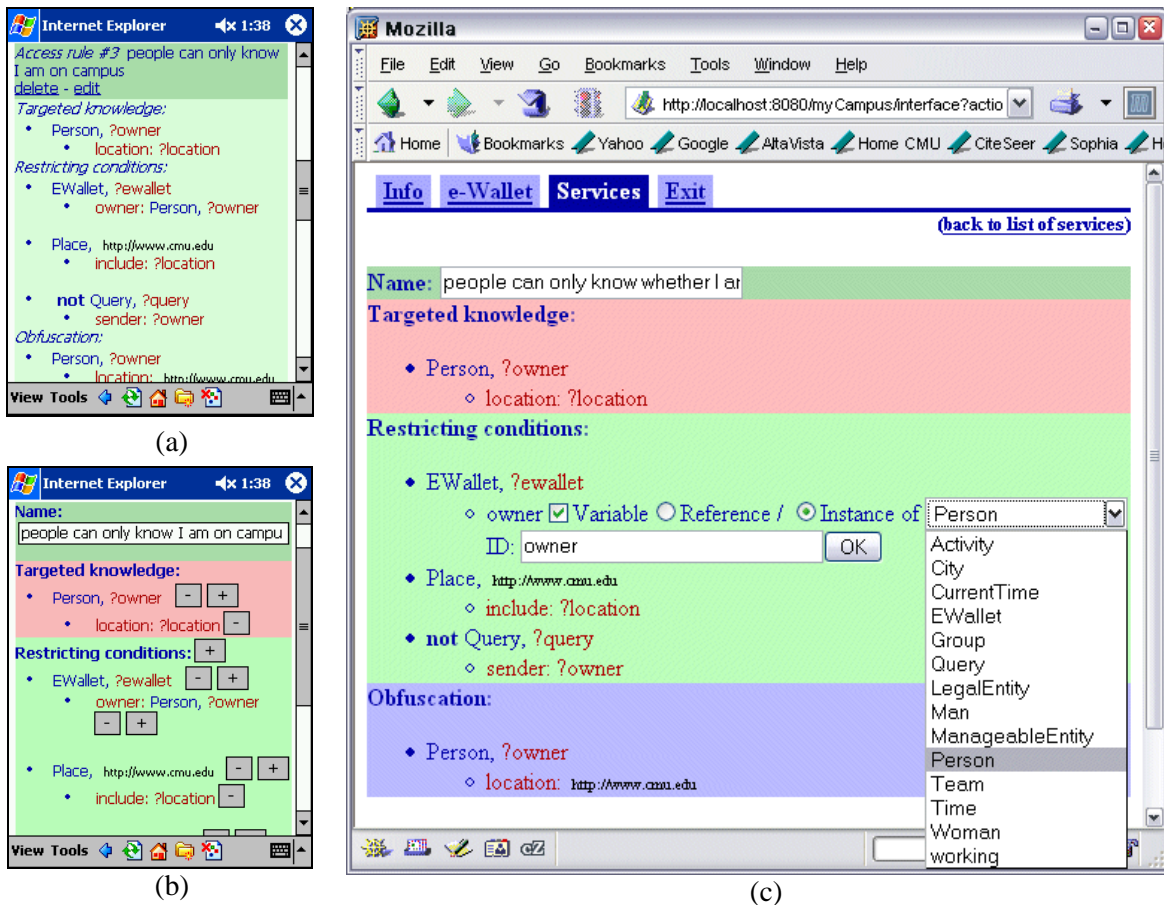 Internet Explorer 1:38
Access rule #3 people can only know
I am on campus
delete - edit
Targeted knowledge:
• Person, ?owner
• location: ?location
Restricting conditions:
• EWallet, ?ewallet
• owner: Person, ?owner
• Place, http://www.cmu.edu
• include: ?location
• not Query, ?query
• sender: ?owner
Obfuscation:
• Person, ?owner
• location: http://www.cmu.edu
View Tools
(a)
Internet Explorer 1:38
Name:
people can only know I am on campu
Targeted knowledge:
• Person, ?owner - +
• location: ?location -
Restricting conditions: +
• EWallet, ?ewallet - +
• owner: Person, ?owner
- +
• Place, http://www.cmu.edu - +
• include: ?location -
View Tools
(b)
Mozilla
File Edit View Go Bookmarks Tools Window Help
http://localhost:8080/myCampus/interface?actio
Home Bookmarks Yahoo Google AltaVista Home CMU CiteSeer Sophia H
Info e-Wallet Services Exit
(back to list of services)
Name: people can only know whether I ar
Targeted knowledge:
• Person, ?owner
location: ?location
Restricting conditions:
• EWallet, ?ewallet
owner Variable Reference / Instance of Person
ID: owner OK
• Place, http://www.cmu.edu
include: ?location
• not Query, ?query
sender: ?owner
Obfuscation:
• Person, ?owner
location: http://www.cmu.edu
Activity
City
CurrentTime
EWallet
Group
Query
LegalEntity
Man
ManageableEntity
Person
Team
Time
Woman
working
(c)